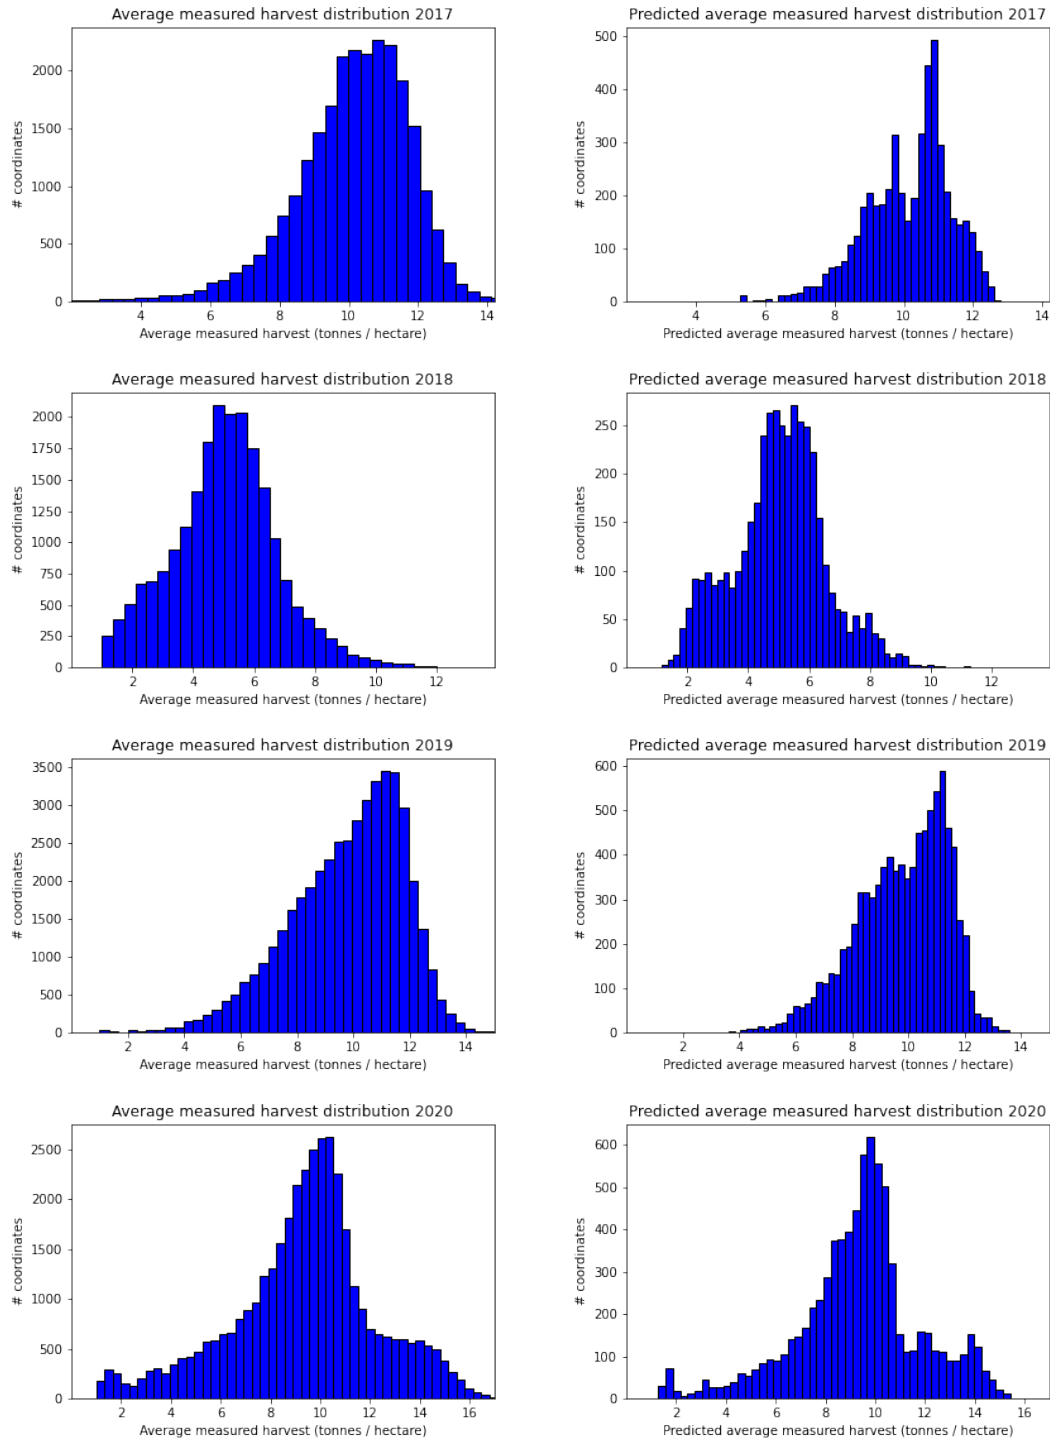 Average measured harvest distribution 2017
2000
1500
1000
500
0
# coordinates
4 6 8 10 12 14
Average measured harvest (tonnes / hectare)
Predicted average measured harvest distribution 2017
500
400
300
200
100
0
# coordinates
4 6 8 10 12 14
Predicted average measured harvest (tonnes / hectare)
Average measured harvest distribution 2018
2000
1750
1500
1250
1000
750
500
250
0
# coordinates
2 4 6 8 10 12
Average measured harvest (tonnes / hectare)
Predicted average measured harvest distribution 2018
250
200
150
100
50
0
# coordinates
2 4 6 8 10 12
Predicted average measured harvest (tonnes / hectare)
Average measured harvest distribution 2019
3500
3000
2500
2000
1500
1000
500
0
# coordinates
2 4 6 8 10 12 14
Average measured harvest (tonnes / hectare)
Predicted average measured harvest distribution 2019
600
500
400
300
200
100
0
# coordinates
2 4 6 8 10 12 14
Predicted average measured harvest (tonnes / hectare)
Average measured harvest distribution 2020
2500
2000
1500
1000
500
0
# coordinates
2 4 6 8 10 12 14 16
Average measured harvest (tonnes / hectare)
Predicted average measured harvest distribution 2020
600
500
400
300
200
100
0
# coordinates
2 4 6 8 10 12 14 16
Predicted average measured harvest (tonnes / hectare)